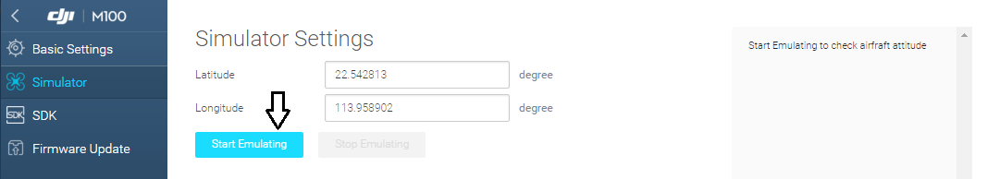 dji M100
Basic Settings
Simulator
SDK SDK
Firmware Update
Simulator Settings
Latitude 22.542813 degree
Longitude 113.958902 degree
Start Emulating Stop Emulating
Start Emulating to check airfraft attitude